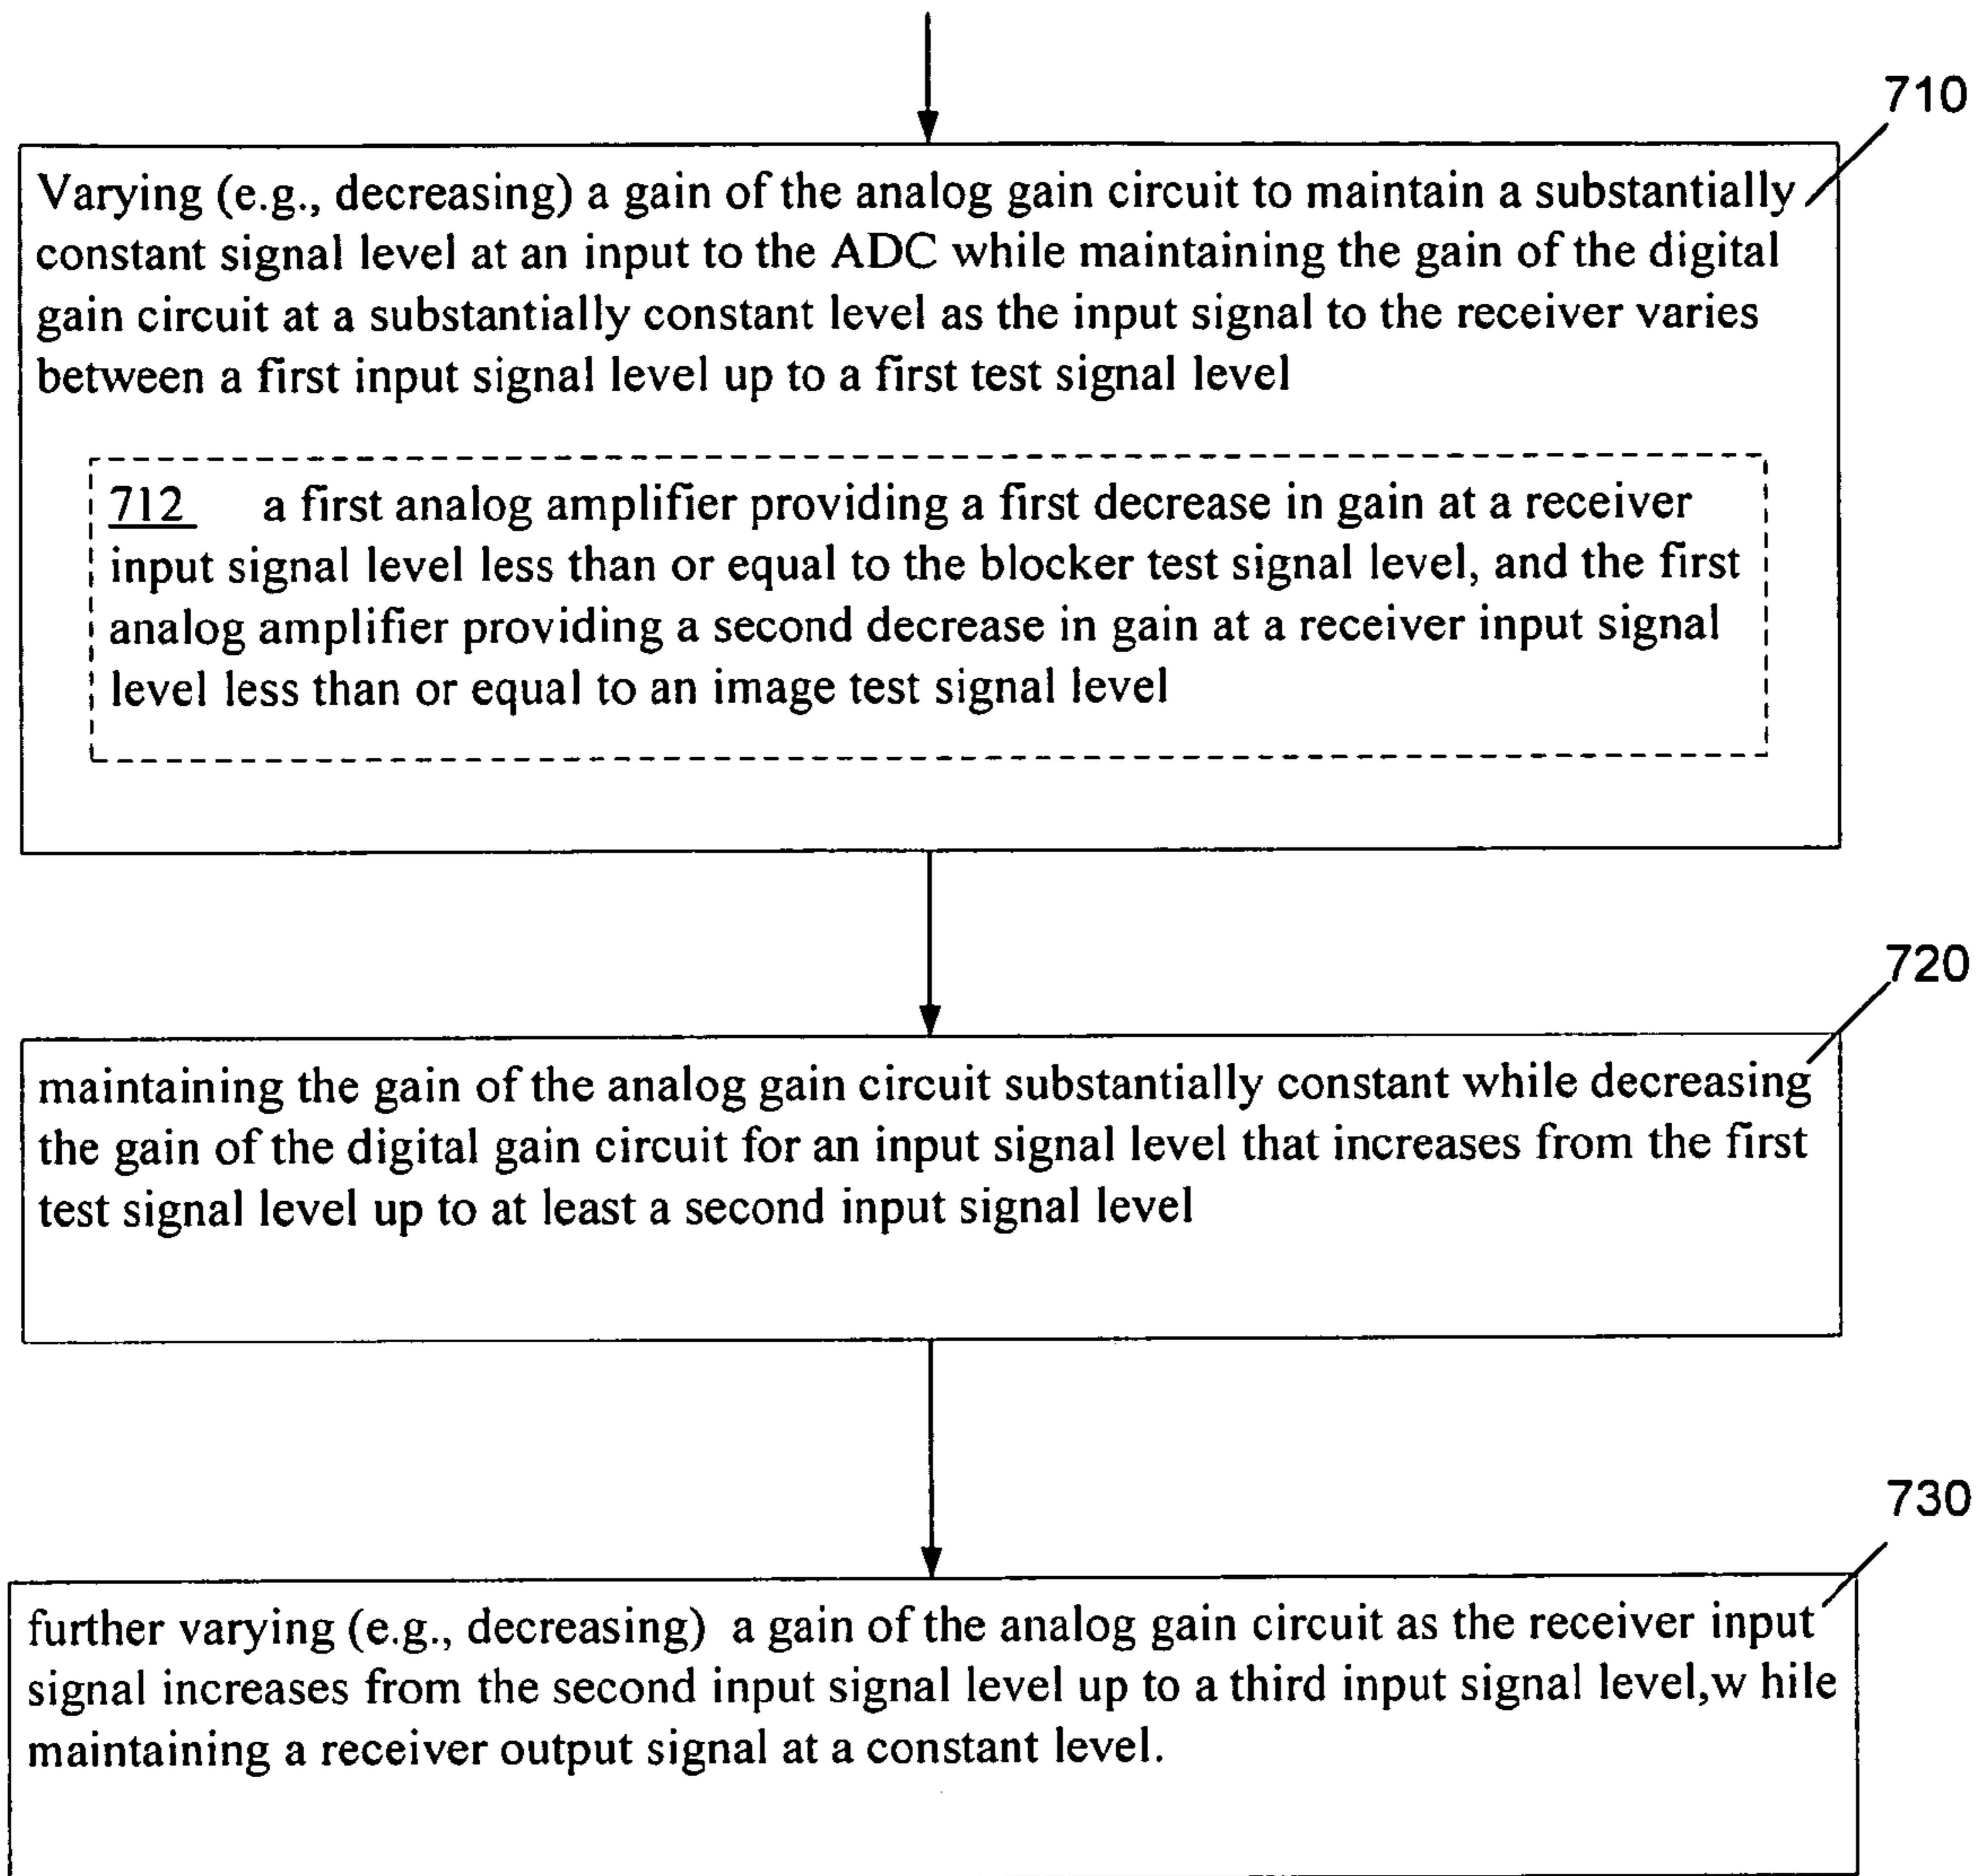 710
Varying (e.g., decreasing) a gain of the analog gain circuit to maintain a substantially
constant signal level at an input to the ADC while maintaining the gain of the digital
gain circuit at a substantially constant level as the input signal to the receiver varies
between a first input signal level up to a first test signal level
712 a first analog amplifier providing a first decrease in gain at a receiver
input signal level less than or equal to the blocker test signal level, and the first
analog amplifier providing a second decrease in gain at a receiver input signal
level less than or equal to an image test signal level
720
maintaining the gain of the analog gain circuit substantially constant while decreasing
the gain of the digital gain circuit for an input signal level that increases from the first
test signal level up to at least a second input signal level
730
further varying (e.g., decreasing) a gain of the analog gain circuit as the receiver input
signal increases from the second input signal level up to a third input signal level,w hile
maintaining a receiver output signal at a constant level.